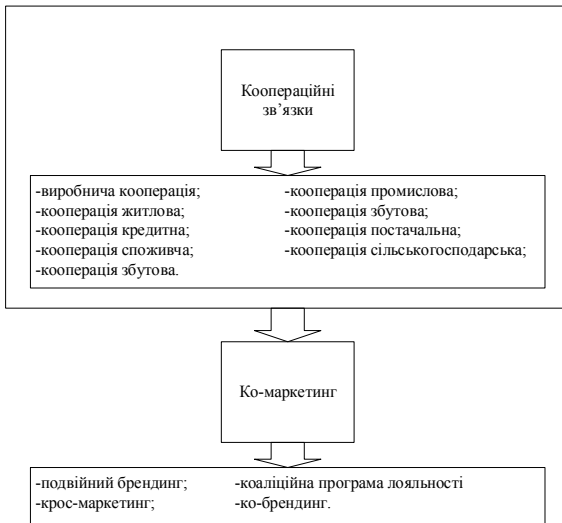 Коопераційні
зв’язки
-виробнича кооперація;
-кооперація житлова;
-кооперація кредитна;
-кооперація споживча;
-кооперація збутова.
-кооперація промислова;
-кооперація збутова;
-кооперація постачальна;
-кооперація сільськогосподарська;
Ко-маркетинг
-подвійний брендинг;
-крос-маркетинг;
-коаліційна програма лояльності
-ко-брендинг.